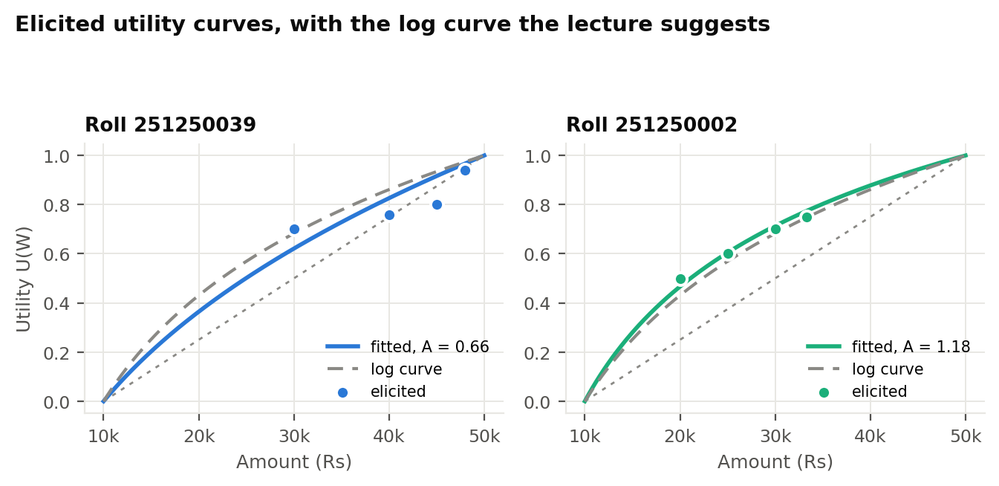 Elicited utility curves, with the log curve the lecture suggests
Roll 251250039
Utility U(W)
1.0
0.8
0.6
0.4
0.2
0.0
fitted, A = 0.66
log curve
elicited
10k 20k 30k 40k 50k
Amount (Rs)
Roll 251250002
1.0
0.8
0.6
0.4
0.2
0.0
fitted, A = 1.18
log curve
elicited
10k 20k 30k 40k 50k
Amount (Rs)